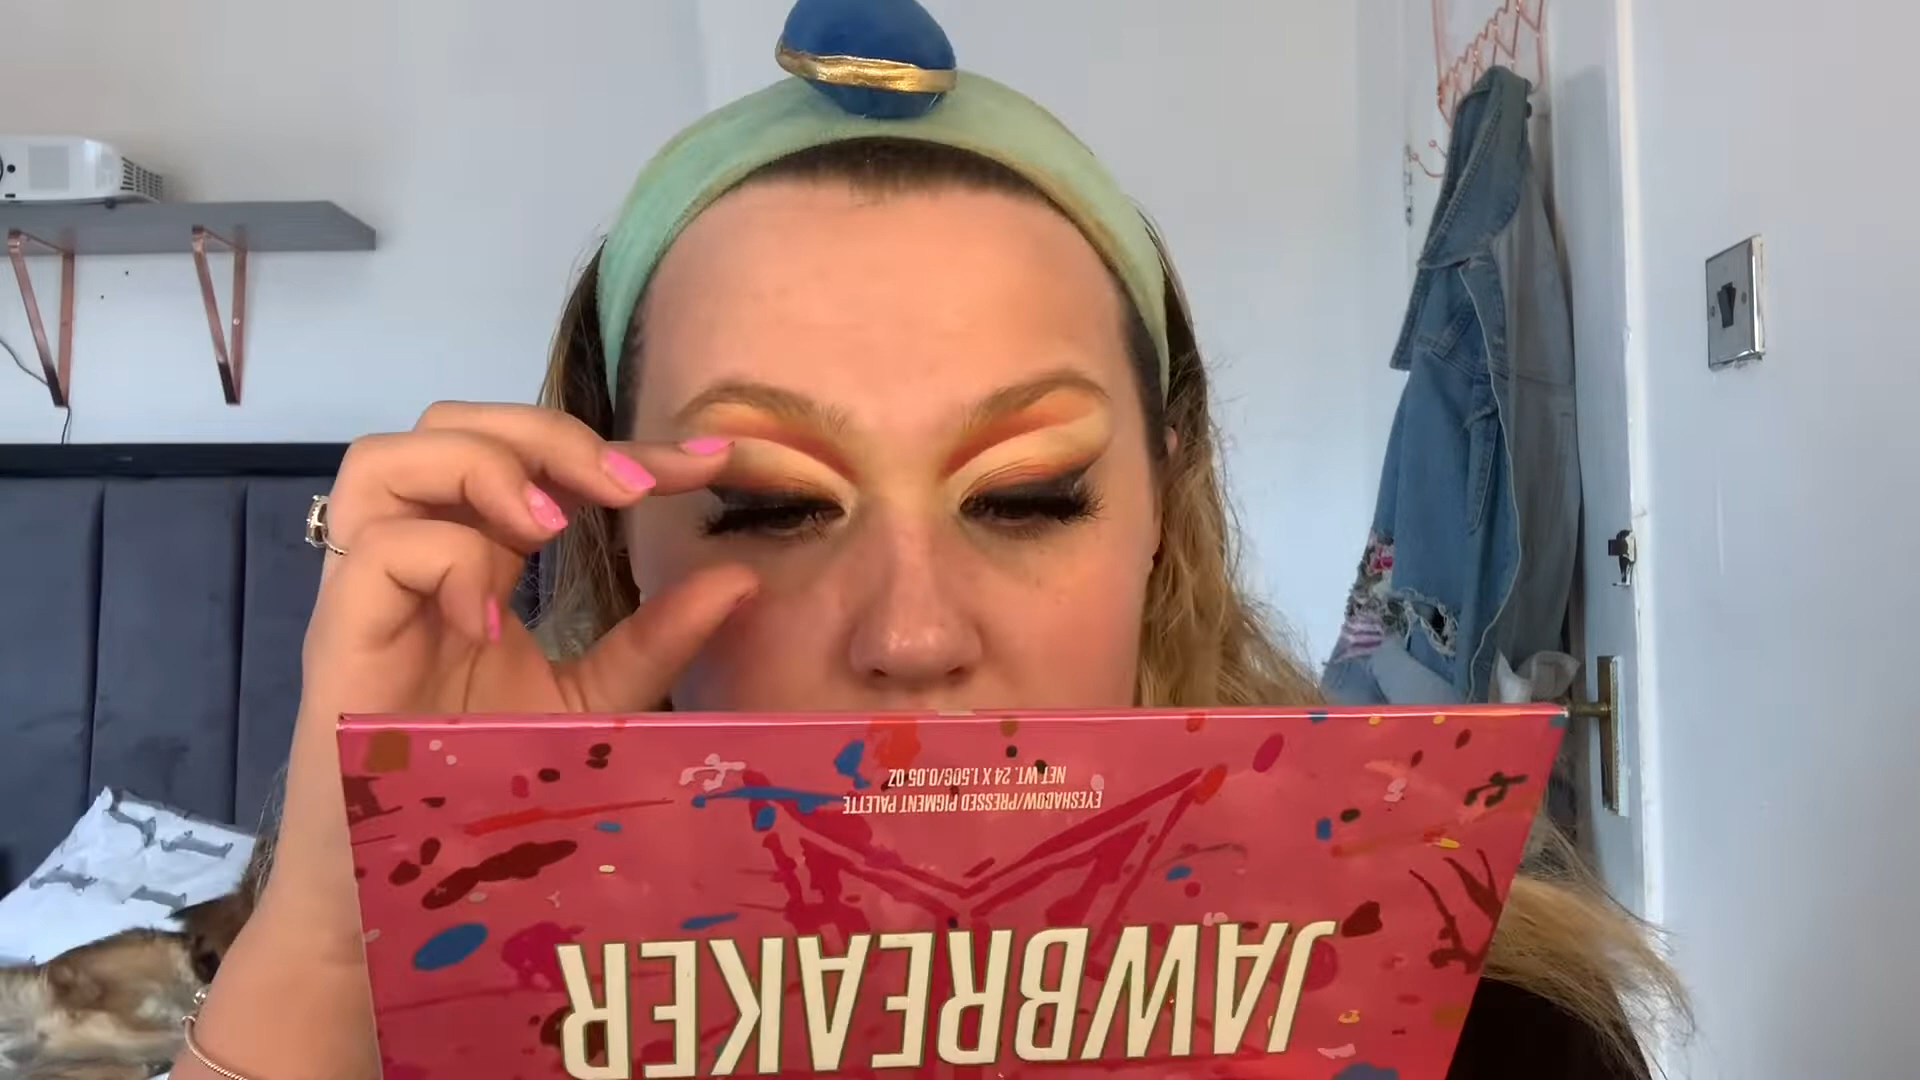 JAWBREAKER
EYESHADOW/PRESSED PIGMENT PALETTE
NET WT. 24 X 1.50G/0.05 OZ